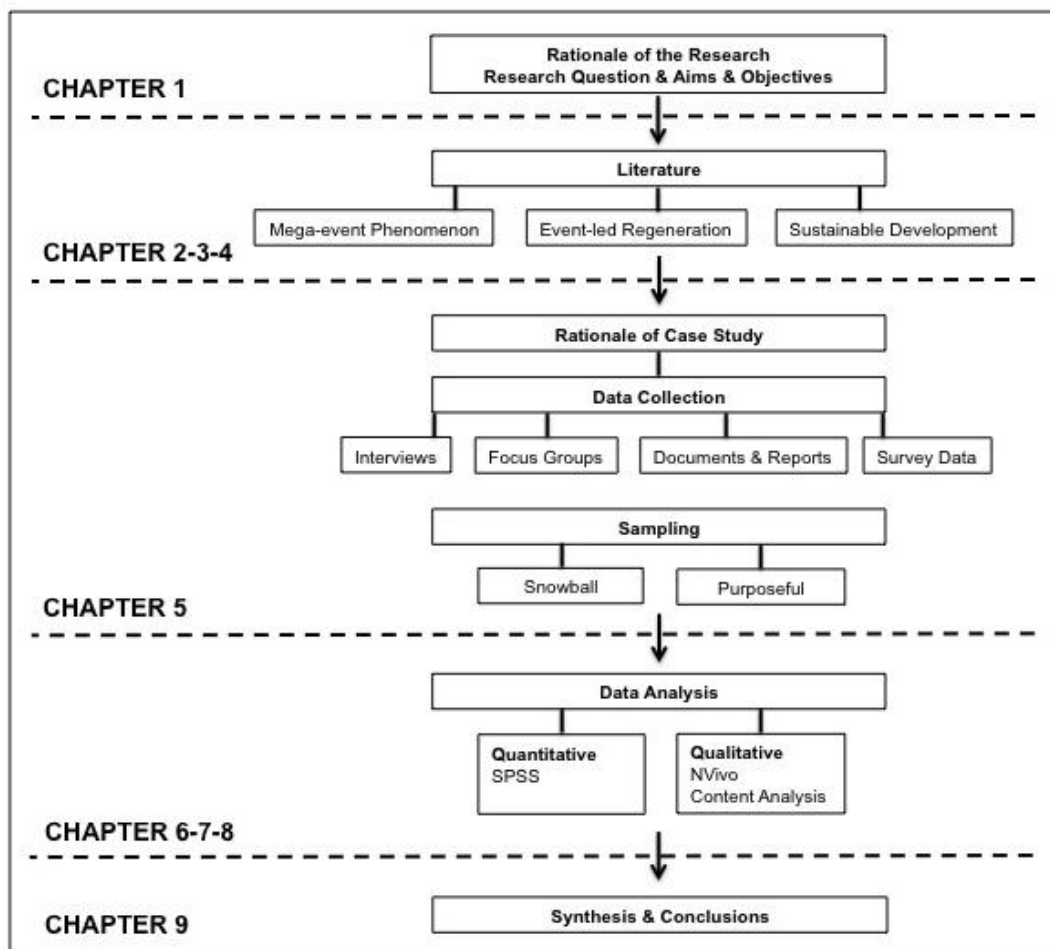 Rationale of the Research
Research Question & Aims & Objectives
CHAPTER 1
Literature
Mega-event Phenomenon
Event-led Regeneration
Sustainable Development
CHAPTER 2-3-4
Rationale of Case Study
Data Collection
Interviews
Focus Groups
Documents & Reports
Survey Data
Sampling
Snowball
Purposeful
CHAPTER 5
Data Analysis
Quantitative
SPSS
Qualitative
NVivo
Content Analysis
CHAPTER 6-7-8
Synthesis & Conclusions
CHAPTER 9